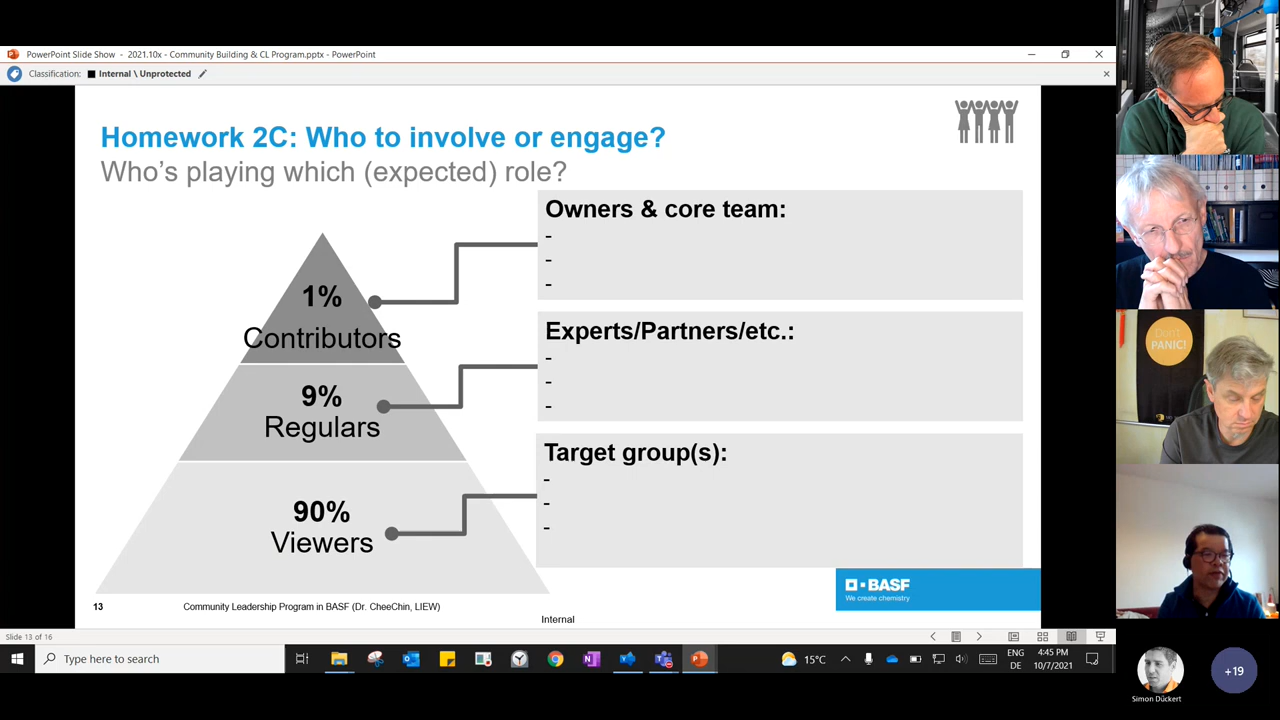 PowerPoint Slide Show - 2021.10x - Community Building & CL Program.pptx - PowerPoint
Classification: Internal \ Unprotected
Homework 2C: Who to involve or engage?
Who's playing which (expected) role?
1%
Contributors
9%
Regulars
90%
Viewers
Owners & core team:
-
-
-
Experts/Partners/etc.:
-
-
-
Target group(s):
-
-
-
BASF
We create chemistry
13 Community Leadership Program in BASF (Dr. CheeChin, LIEW)
Internal
Slide 13 of 16
Type here to search
15°C
ENG
DE
4:45 PM
10/7/2021
Don't
PANIC!
Simon Dückert
+19